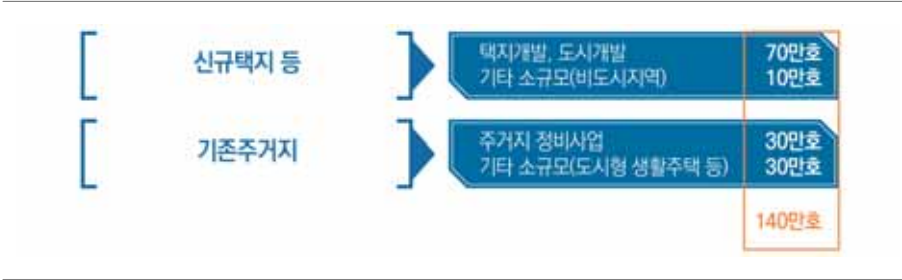 신규택지 등
택지개발, 도시개발 70만호
기타 소규모(비도시지역) 10만호
기존주거지
주거지 정비사업 30만호
기타 소규모(도시형 생활주택 등) 30만호
140만호